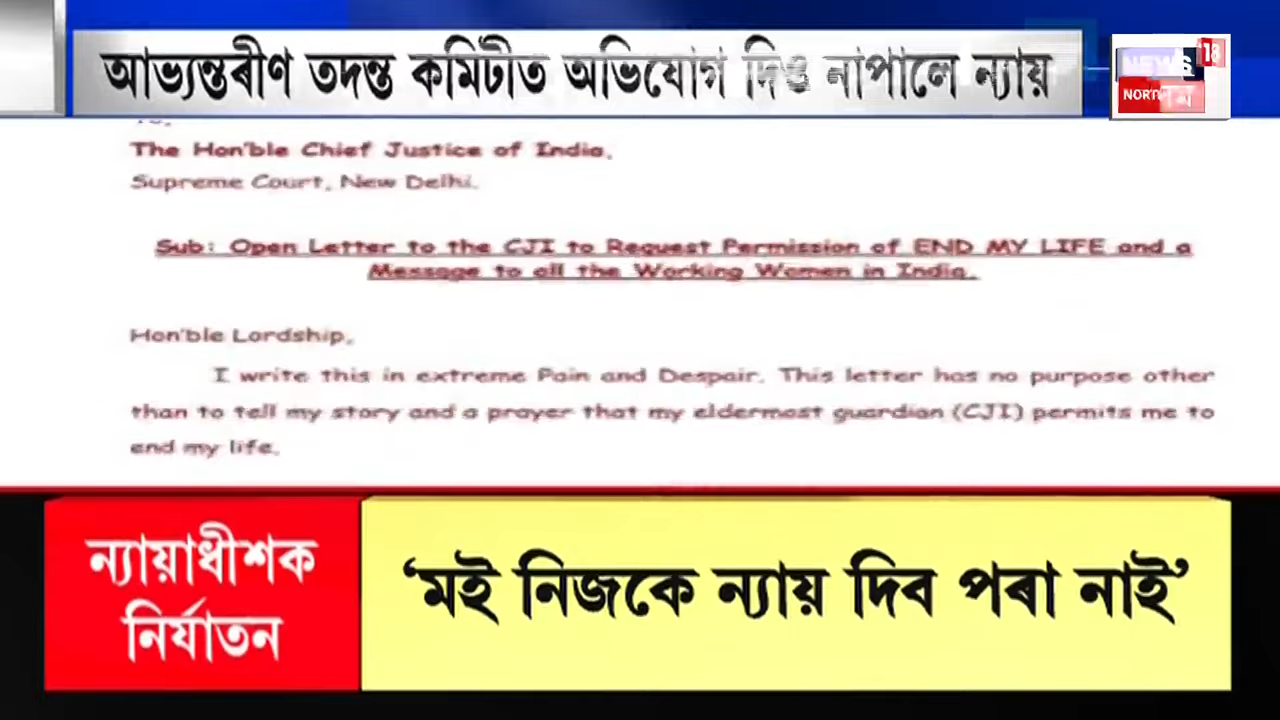 আভ্যন্তৰীণ তদন্ত কমিটীত অভিযোগ দিও নাপালে ন্যায়
NEWS 18
NORTH
The Hon'ble Chief Justice of India,
Supreme Court, New Delhi.
Sub: Open Letter to the CJI to Request Permission of END MY LIFE and a
Message to all the Working Women in India.
Hon'ble Lordship,
I write this in extreme Pain and Despair. This letter has no purpose other
than to tell my story and a prayer that my eldermost guardian (CJI) permits me to
end my life.
ন্যায়াধীশক
নিৰ্যাতন
‘মই নিজকে ন্যায় দিব পৰা নাই’